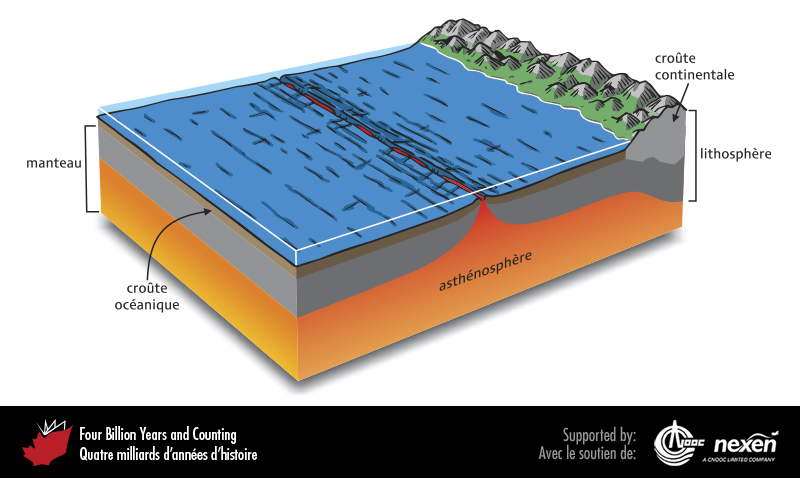 croûte
continentale
manteau
lithosphère
asthénosphère
croûte
océanique
Four Billion Years and Counting
Quatre milliards d'années d'histoire
Supported by:
Avec le soutien de:
CNOOC
nexen
A CNOOC LIMITED COMPANY